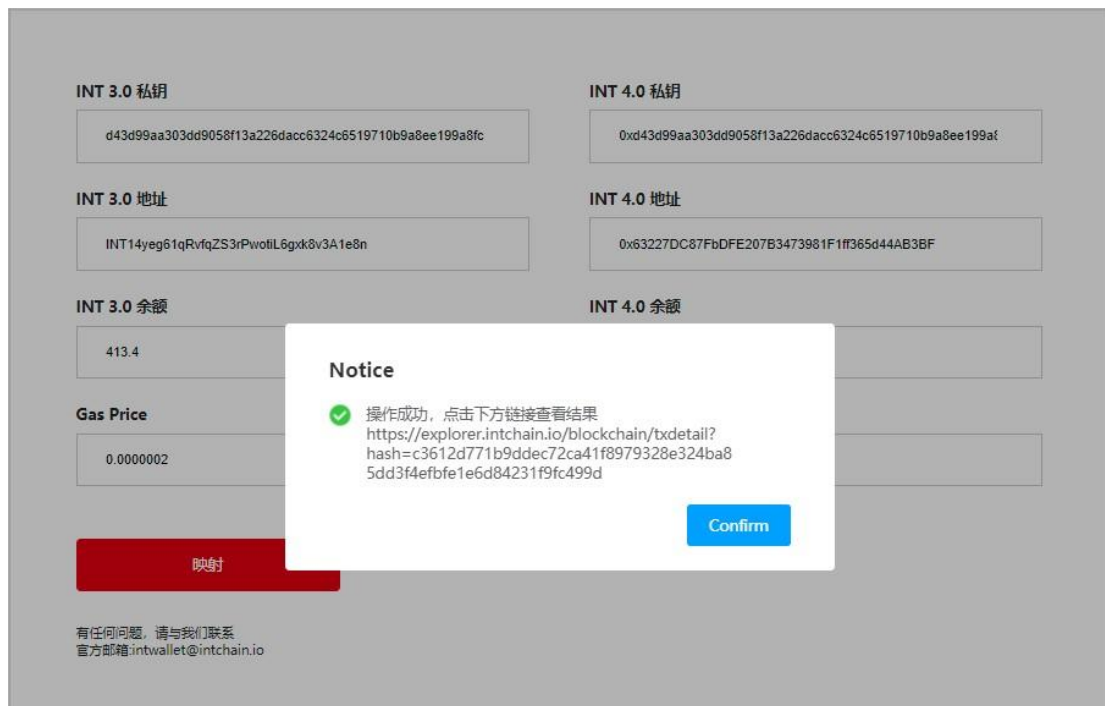 INT 3.0 私钥
INT 4.0 私钥
d43d99aa303dd9058f13a226dacc6324c6519710b9a8ee199a8fc
0xd43d99aa303dd9058f13a226dacc6324c6519710b9a8ee199a8
INT 3.0 地址
INT 4.0 地址
INT14yeg61qRvfqZS3rPwotiL6gxk8v3A1e8n
0x63227DC87FbDFE207B3473981F1ff365d44AB3BF
INT 3.0 余额
INT 4.0 余额
413.4
Notice
操作成功，点击下方链接查看结果
https://explorer.intchain.io/blockchain/txdetail?
hash=c3612d771b9ddec72ca41f8979328e324ba8
5dd3f4efbfe1e6d84231f9fc499d
Confirm
Gas Price
0.0000002
映射
有任何问题，请与我们联系
官方邮箱:intwallet@intchain.io